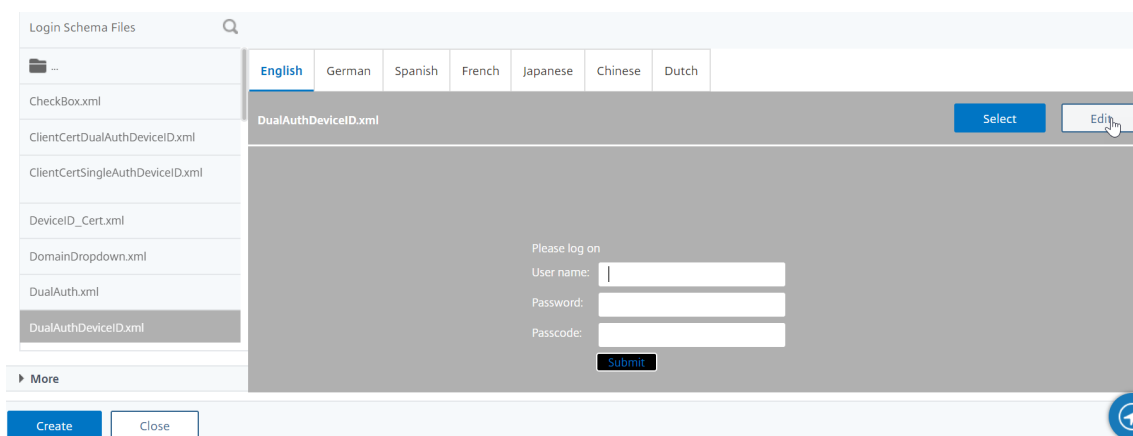 Login Schema Files
...
CheckBox.xml
ClientCertDualAuthDeviceID.xml
ClientCertSingleAuthDeviceID.xml
DeviceID_Cert.xml
DomainDropdown.xml
DualAuth.xml
DualAuthDeviceID.xml
More
English German Spanish French Japanese Chinese Dutch
DualAuthDeviceID.xml Select Edit
Please log on
User name:
Password:
Passcode:
Submit
Create Close